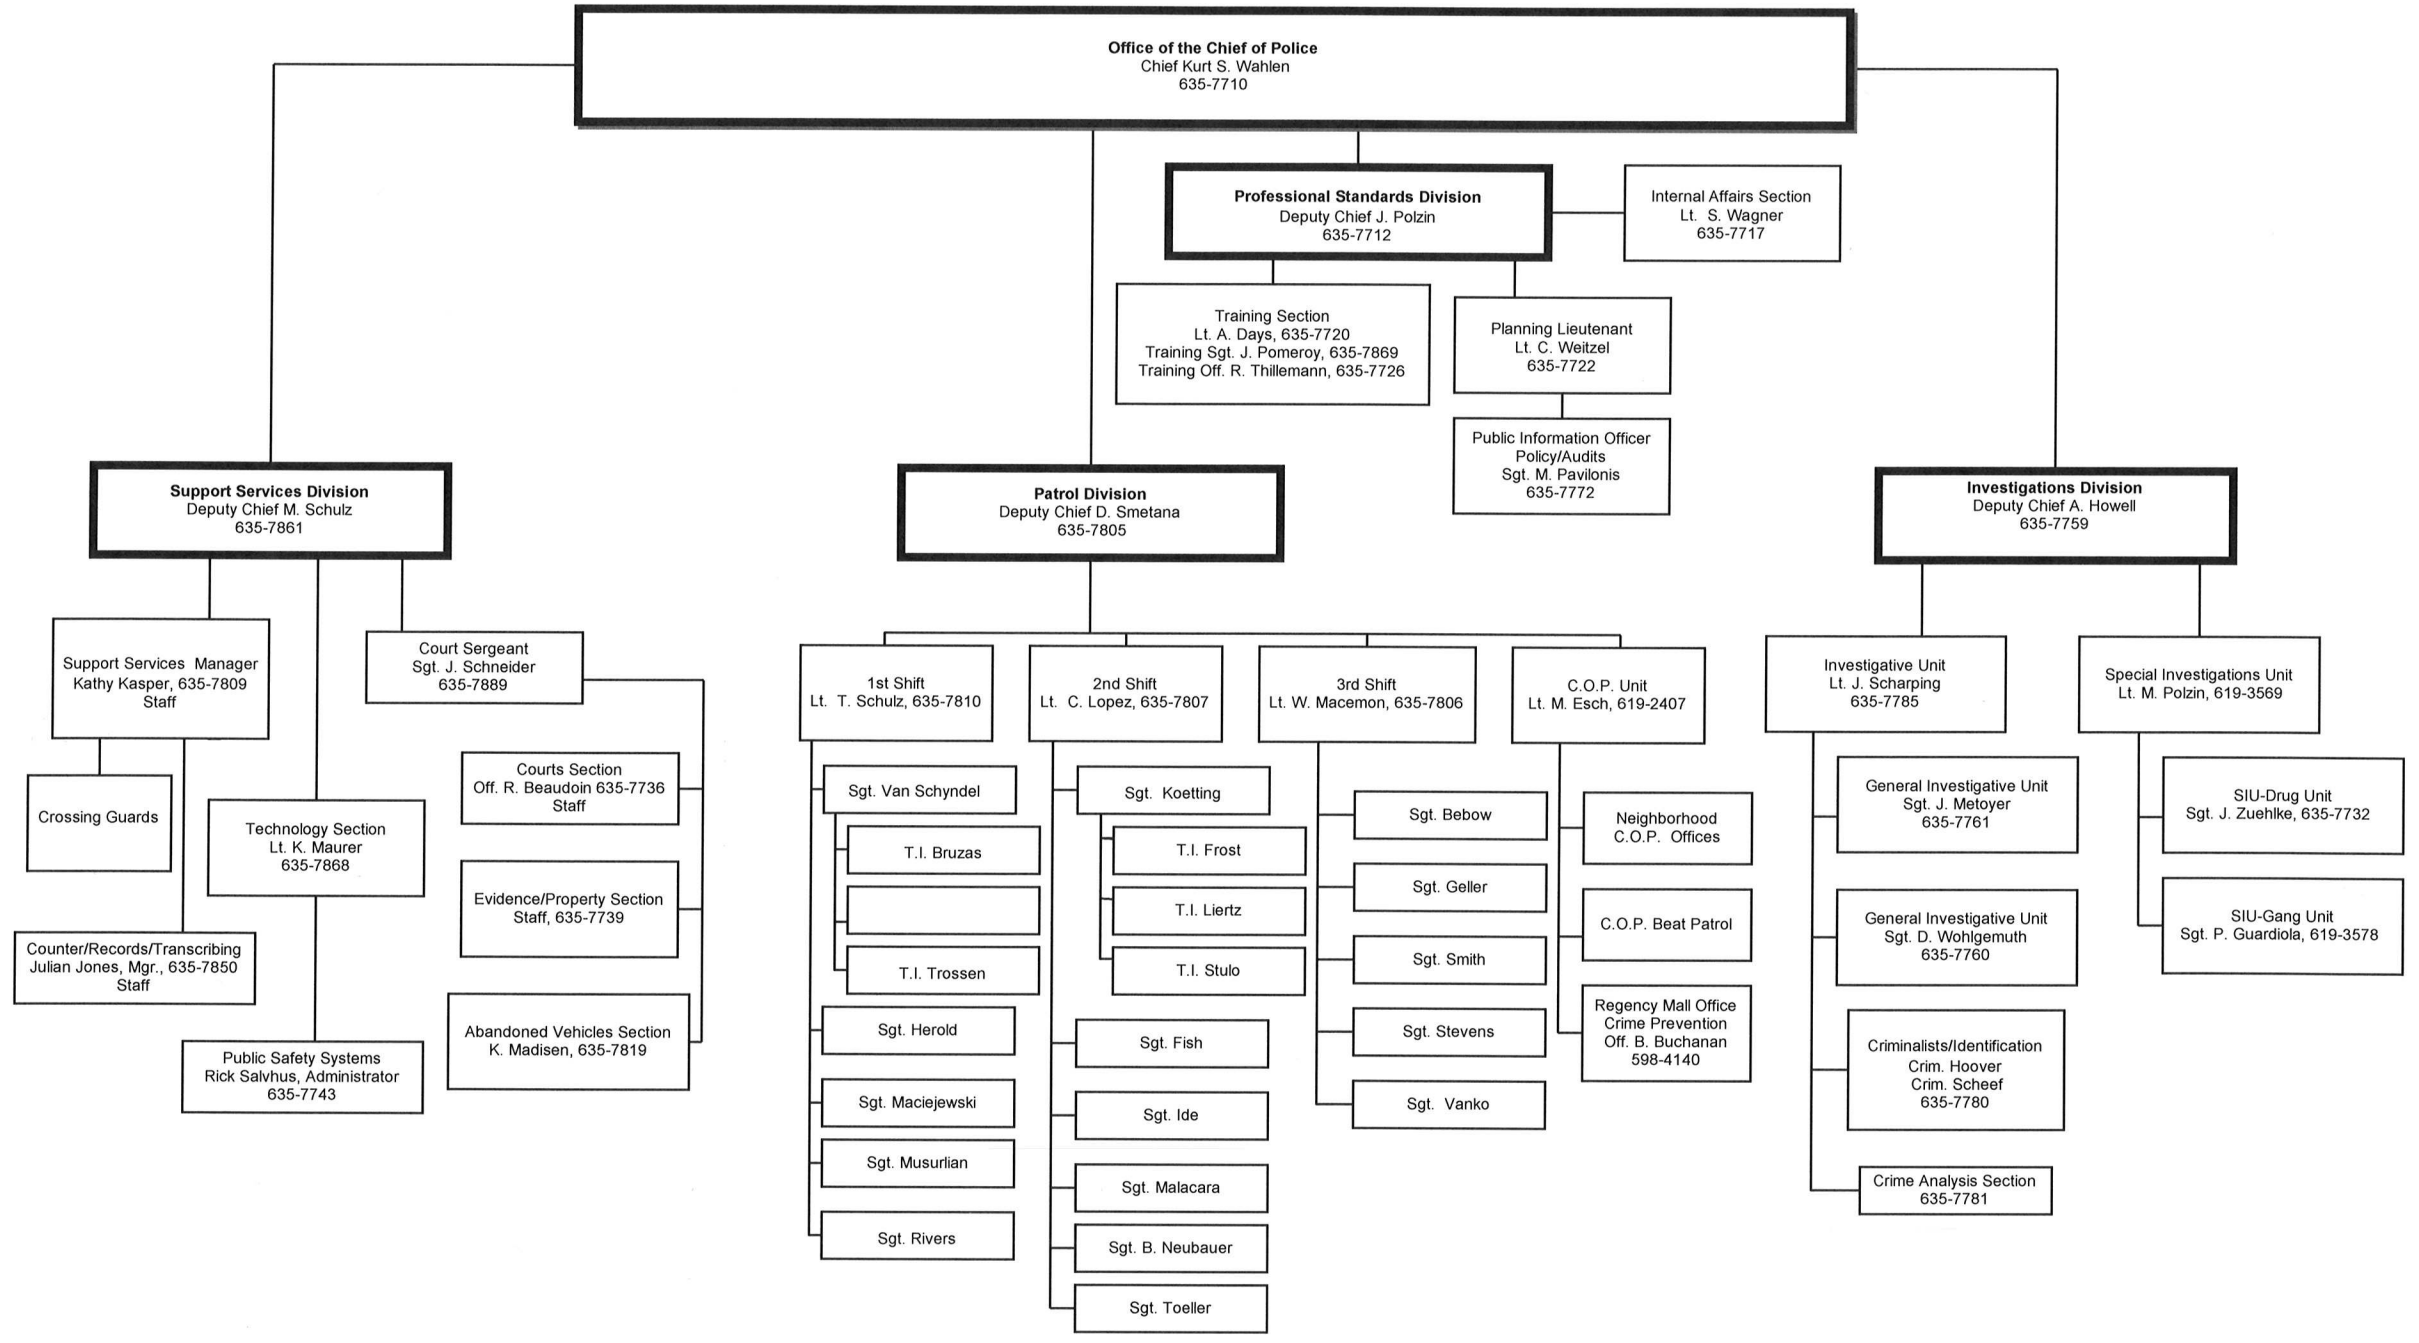 Office of the Chief of Police
Chief Kurt S. Wahlen
635-7710
Professional Standards Division
Deputy Chief J. Polzin
635-7712
Internal Affairs Section
Lt. S. Wagner
635-7717
Training Section
Lt. A. Days, 635-7720
Training Sgt. J. Pomeroy, 635-7869
Training Off. R. Thillemann, 635-7726
Planning Lieutenant
Lt. C. Weitzel
635-7722
Public Information Officer
Policy/Audits
Sgt. M. Pavilonis
635-7772
Support Services Division
Deputy Chief M. Schulz
635-7861
Patrol Division
Deputy Chief D. Smetana
635-7805
Investigations Division
Deputy Chief A. Howell
635-7759
Support Services Manager
Kathy Kasper, 635-7809
Staff
Court Sergeant
Sgt. J. Schneider
635-7889
Crossing Guards
Technology Section
Lt. K. Maurer
635-7868
Courts Section
Off. R. Beaudoin 635-7736
Staff
Evidence/Property Section
Staff, 635-7739
Counter/Records/Transcribing
Julian Jones, Mgr., 635-7850
Staff
Abandoned Vehicles Section
K. Madisen, 635-7819
Public Safety Systems
Rick Salvhus, Administrator
635-7743
1st Shift
Lt. T. Schulz, 635-7810
Sgt. Van Schyndel
T.I. Bruzas
T.I. Trossen
Sgt. Herold
Sgt. Maciejewski
Sgt. Musurlian
Sgt. Rivers
2nd Shift
Lt. C. Lopez, 635-7807
Sgt. Koetting
T.I. Frost
T.I. Liertz
T.I. Stulo
Sgt. Fish
Sgt. Ide
Sgt. Malacara
Sgt. B. Neubauer
Sgt. Toeller
3rd Shift
Lt. W. Macemon, 635-7806
Sgt. Bebow
Sgt. Geller
Sgt. Smith
Sgt. Stevens
Sgt. Vanko
C.O.P. Unit
Lt. M. Esch, 619-2407
Neighborhood
C.O.P. Offices
C.O.P. Beat Patrol
Regency Mall Office
Crime Prevention
Off. B. Buchanan
598-4140
Investigative Unit
Lt. J. Scharping
635-7785
General Investigative Unit
Sgt. J. Metoyer
635-7761
General Investigative Unit
Sgt. D. Wohlgemuth
635-7760
Criminalists/Identification
Crim. Hoover
Crim. Scheef
635-7780
Crime Analysis Section
635-7781
Special Investigations Unit
Lt. M. Polzin, 619-3569
SIU-Drug Unit
Sgt. J. Zuehlke, 635-7732
SIU-Gang Unit
Sgt. P. Guardiola, 619-3578